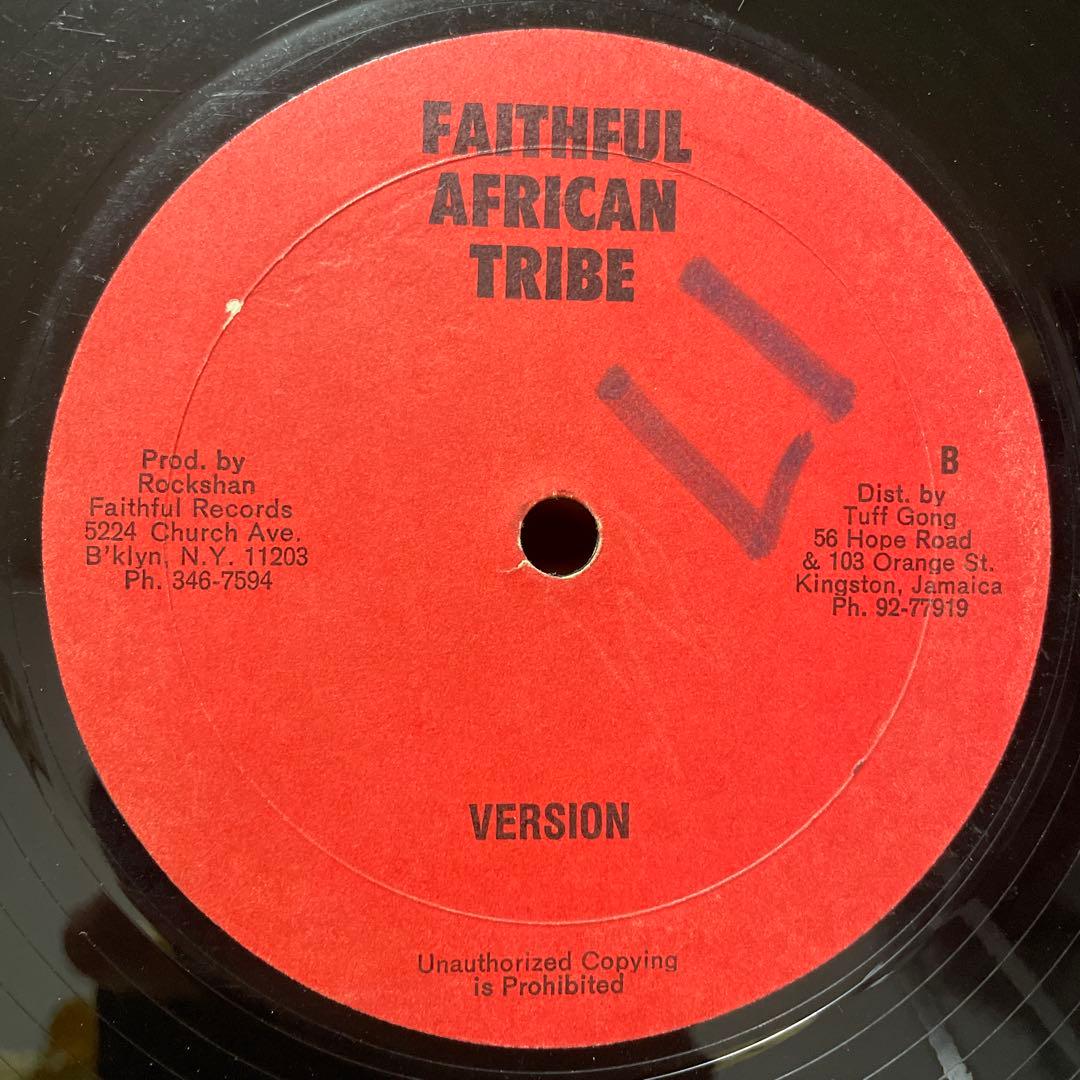 FAITHFUL
AFRICAN
TRIBE
Prod. by
Rockshan
Faithful Records
5224 Church Ave.
B'klyn, N.Y. 11203
Ph. 346-7594
B
Dist. by
Tuff Gong
56 Hope Road
& 103 Orange St.
Kingston, Jamaica
Ph. 92-77919
VERSION
Unauthorized Copying
is Prohibited